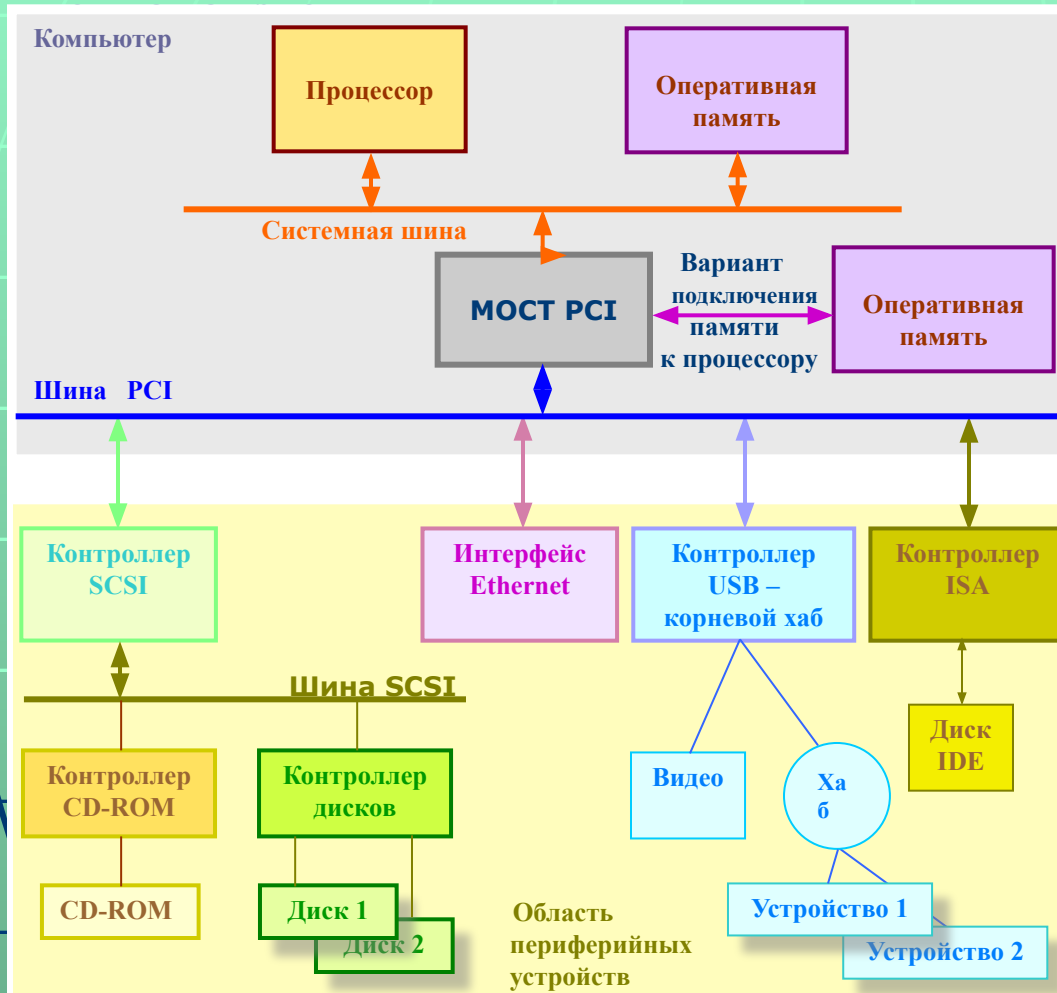 Компьютер
Процессор
Оперативная
память
Системная шина
МОСТ PCI
Вариант
подключения
памяти
к процессору
Оперативная
память
Шина PCI
Контроллер
SCSI
Интерфейс
Ethernet
Контроллер
USB –
корневой хаб
Контроллер
ISA
Шина SCSI
Контроллер
CD-ROM
Контроллер
дисков
Видео
Ха
б
Диск
IDE
CD-ROM
Диск 1
Диск 2
Область
периферийных
устройств
Устройство 1
Устройство 2